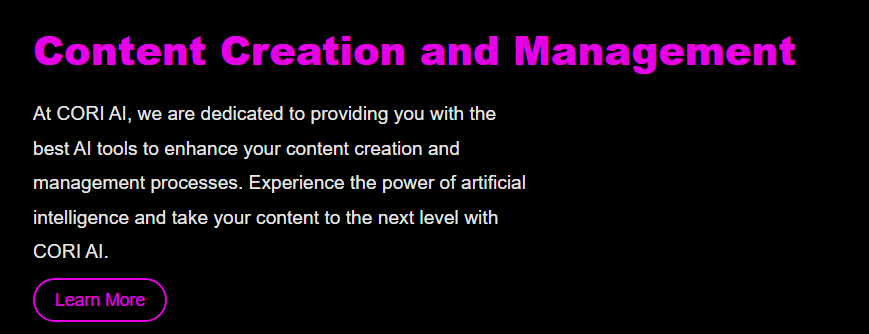 Content Creation and Management
At CORI AI, we are dedicated to providing you with the
best AI tools to enhance your content creation and
management processes. Experience the power of artificial
intelligence and take your content to the next level with
CORI AI.
Learn More